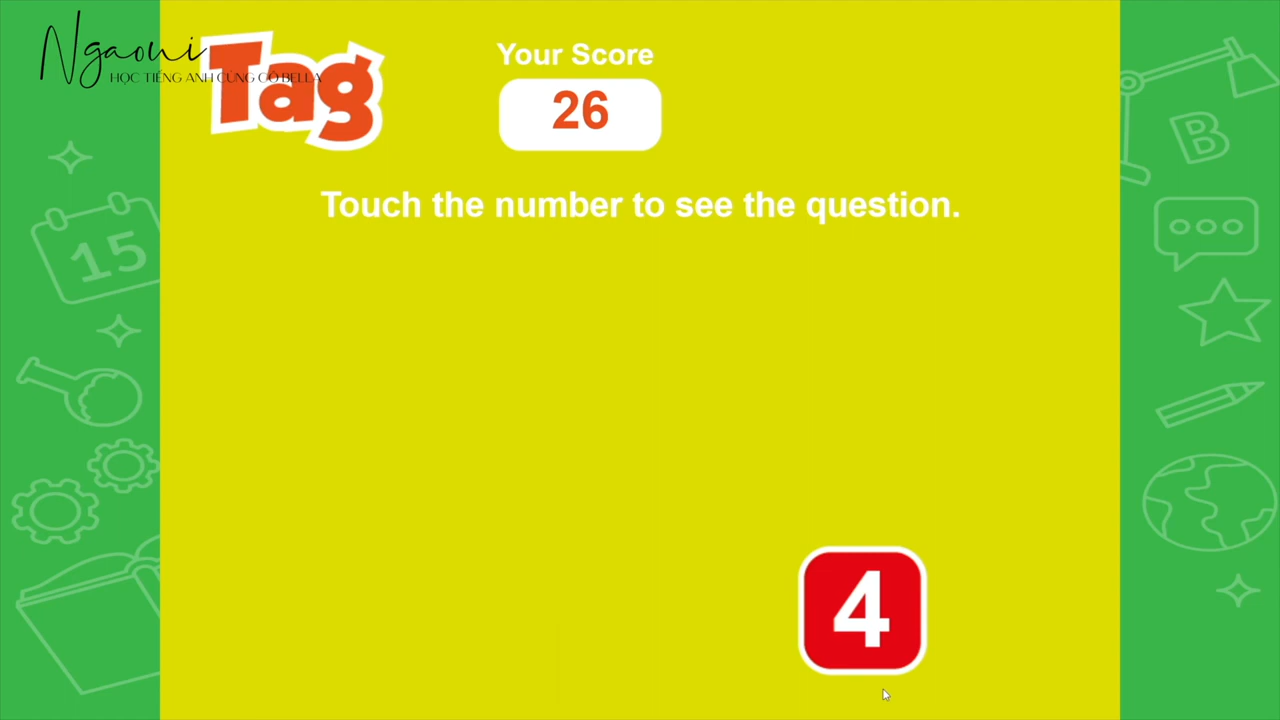 Ngaoni
HỌC TIẾNG ANH CÙNG CÔ BELLA
Tag
Your Score
26
Touch the number to see the question.
15
B
4